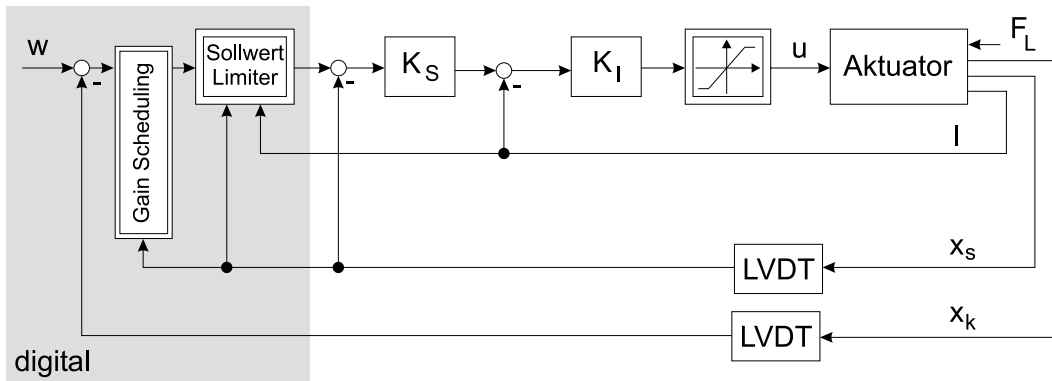 w
-
Gain Scheduling
Sollwert
Limiter
-
K_S
-
K_I
u
Aktuator
F_L
I
LVDT
x_s
LVDT
x_k
digital